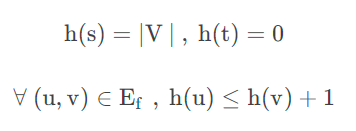 h(s) = |V| , h(t) = 0
∀ (u, v) ∈ E_f , h(u) ≤ h(v) + 1